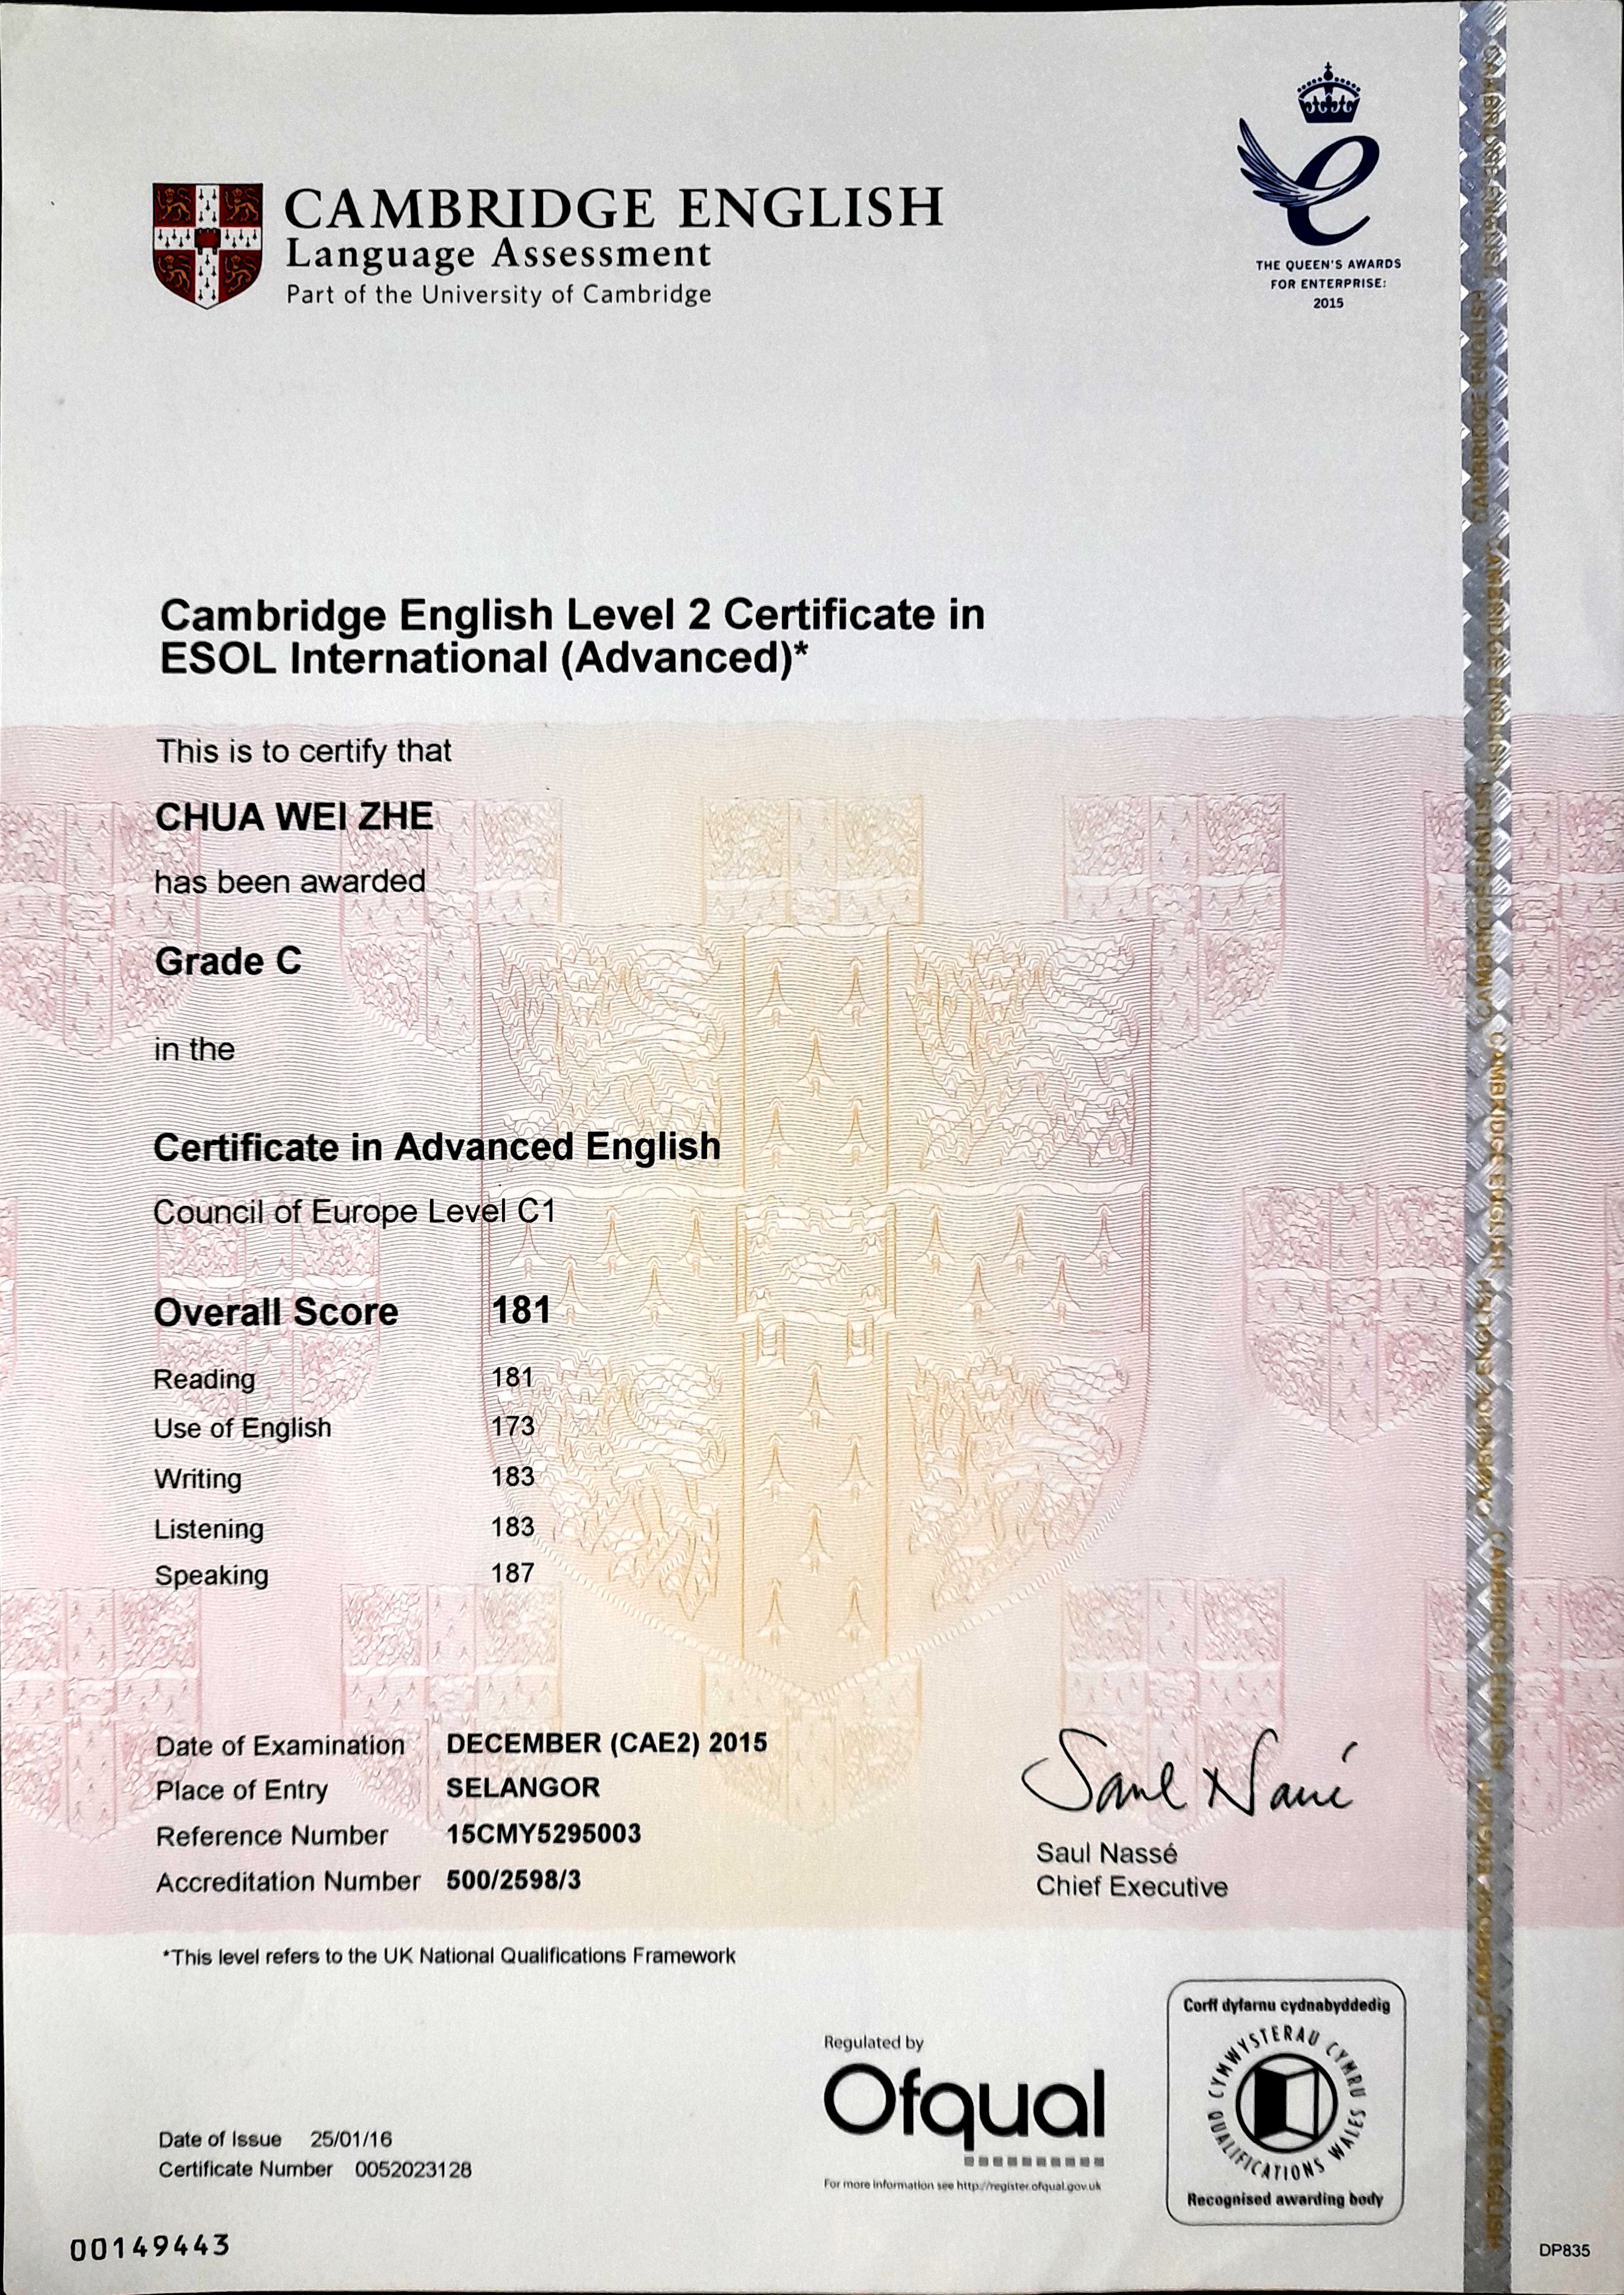 CAMBRIDGE ENGLISH
Language Assessment
Part of the University of Cambridge
THE QUEEN'S AWARDS
FOR ENTERPRISE:
2015
Cambridge English Level 2 Certificate in
ESOL International (Advanced)*
This is to certify that
CHUA WEI ZHE
has been awarded
Grade C
in the
Certificate in Advanced English
Council of Europe Level C1
Overall Score 181
Reading 181
Use of English 173
Writing 183
Listening 183
Speaking 187
Date of Examination DECEMBER (CAE2) 2015
Place of Entry SELANGOR
Reference Number 15CMY5295003
Accreditation Number 500/2598/3
Saul Nassé
Saul Nassé
Chief Executive
*This level refers to the UK National Qualifications Framework
Regulated by
Ofqual
For more information see http://register.ofqual.gov.uk
Corff dyfarnu cydnabyddedig
CYMWYSTERAU CYMRU
QUALIFICATIONS WALES
Recognised awarding body
Date of Issue 25/01/16
Certificate Number 0052023128
00149443
DP835
CAMBRIDGE ENGLISH CAMBRIDGE ENGLISH CAMBRIDGE ENGLISH CAMBRIDGE ENGLISH